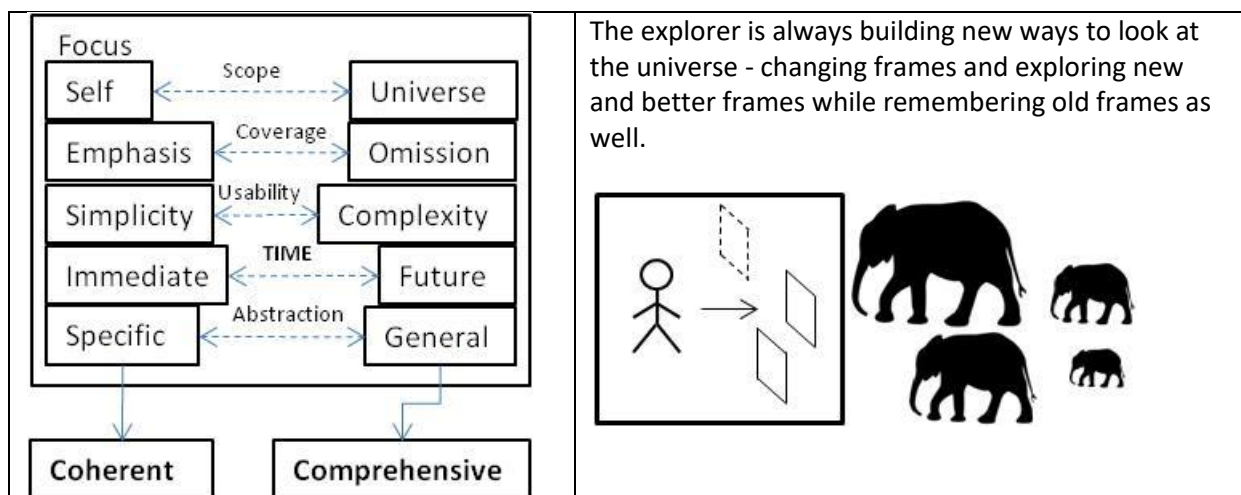 Focus
Scope
Self
Universe
Coverage
Emphasis
Omission
Usability
Simplicity
Complexity
TIME
Immediate
Future
Abstraction
Specific
General
Coherent
Comprehensive
The explorer is always building new ways to look at
the universe - changing frames and exploring new
and better frames while remembering old frames as
well.